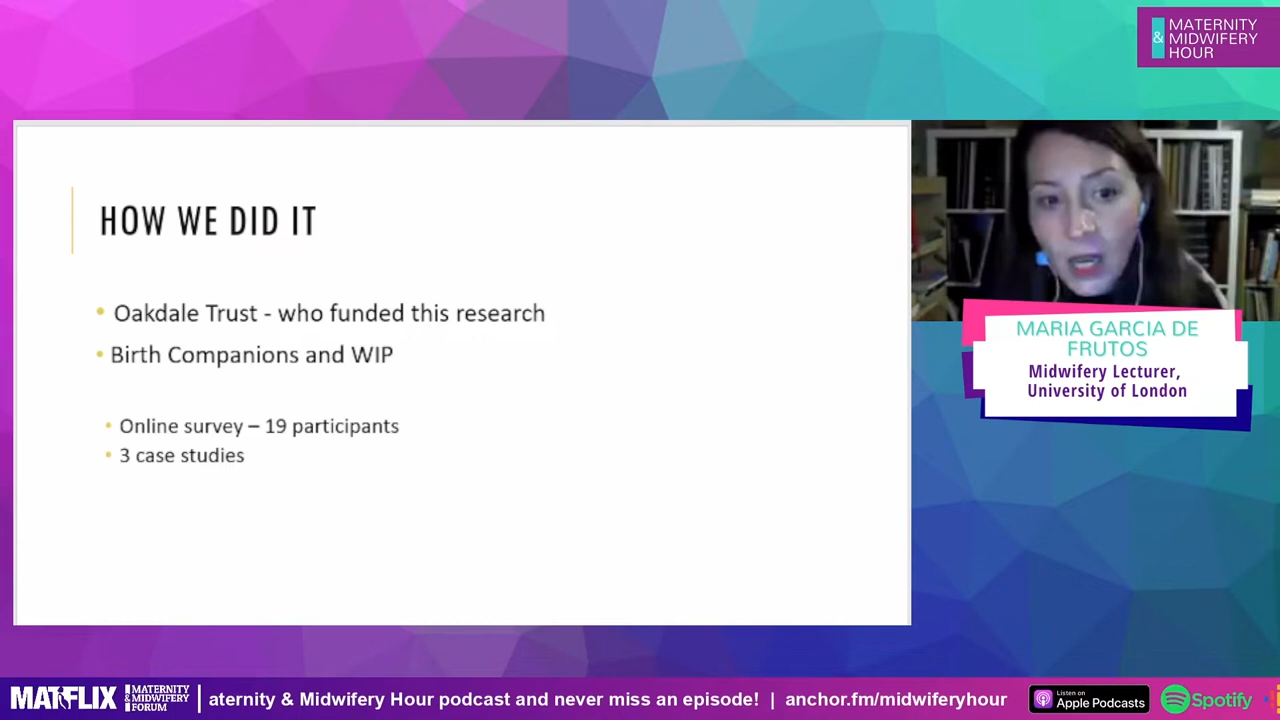 & MATERNITY
MIDWIFERY
HOUR
HOW WE DID IT
• Oakdale Trust - who funded this research
• Birth Companions and WIP
• Online survey – 19 participants
• 3 case studies
MARIA GARCIA DE
FRUTOS
Midwifery Lecturer,
University of London
MATFLIX
MATERNITY
&MIDWIFERY
FORUM
aternity & Midwifery Hour podcast and never miss an episode! | anchor.fm/midwiferyhour
Listen on
Apple Podcasts
Spotify